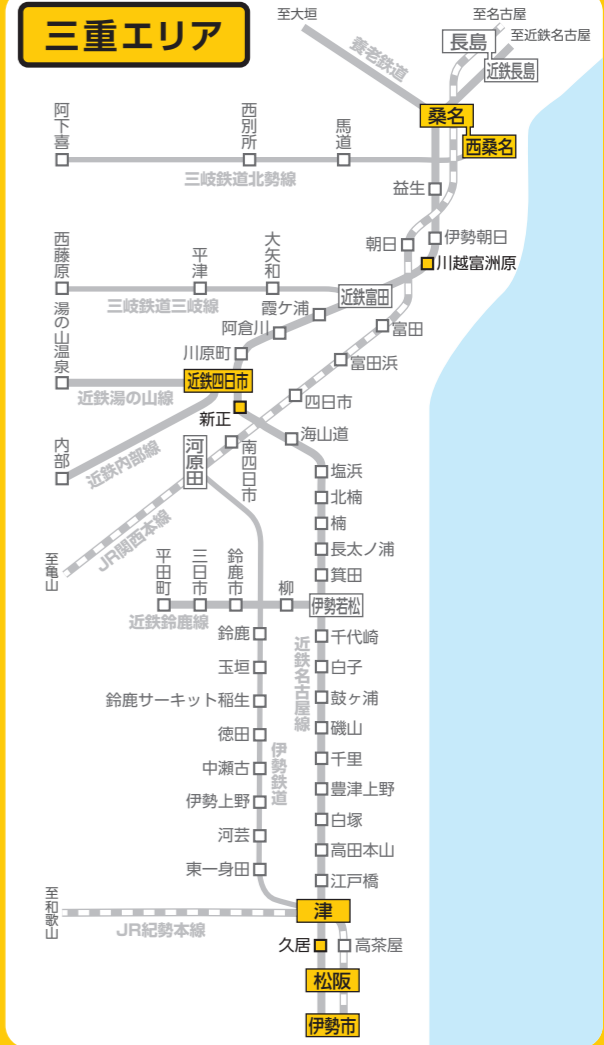 三重エリア
至大垣
至名古屋
至近鉄名古屋
長島
近鉄長島
養老鉄道
桑名
西桑名
阿下喜
西別所
馬道
三岐鉄道北勢線
益生
朝日
伊勢朝日
川越富洲原
西藤原
平津
大矢知
三岐鉄道三岐線
近鉄富田
霞ケ浦
富田
阿倉川
川原町
富田浜
湯の山温泉
近鉄四日市
近鉄湯の山線
四日市
新正
海山道
内部
近鉄内部線
河原田
南四日市
塩浜
北楠
楠
長太ノ浦
箕田
JR関西本線
至亀山
平田町
三日市
鈴鹿市
柳
伊勢若松
近鉄鈴鹿線
鈴鹿
千代崎
近鉄名古屋線
玉垣
白子
鈴鹿サーキット稲生
鼓ヶ浦
徳田
磯山
伊勢鉄道
中瀬古
千里
伊勢上野
豊津上野
河芸
白塚
東一身田
高田本山
江戸橋
至和歌山
津
JR紀勢本線
久居
高茶屋
松阪
伊勢市